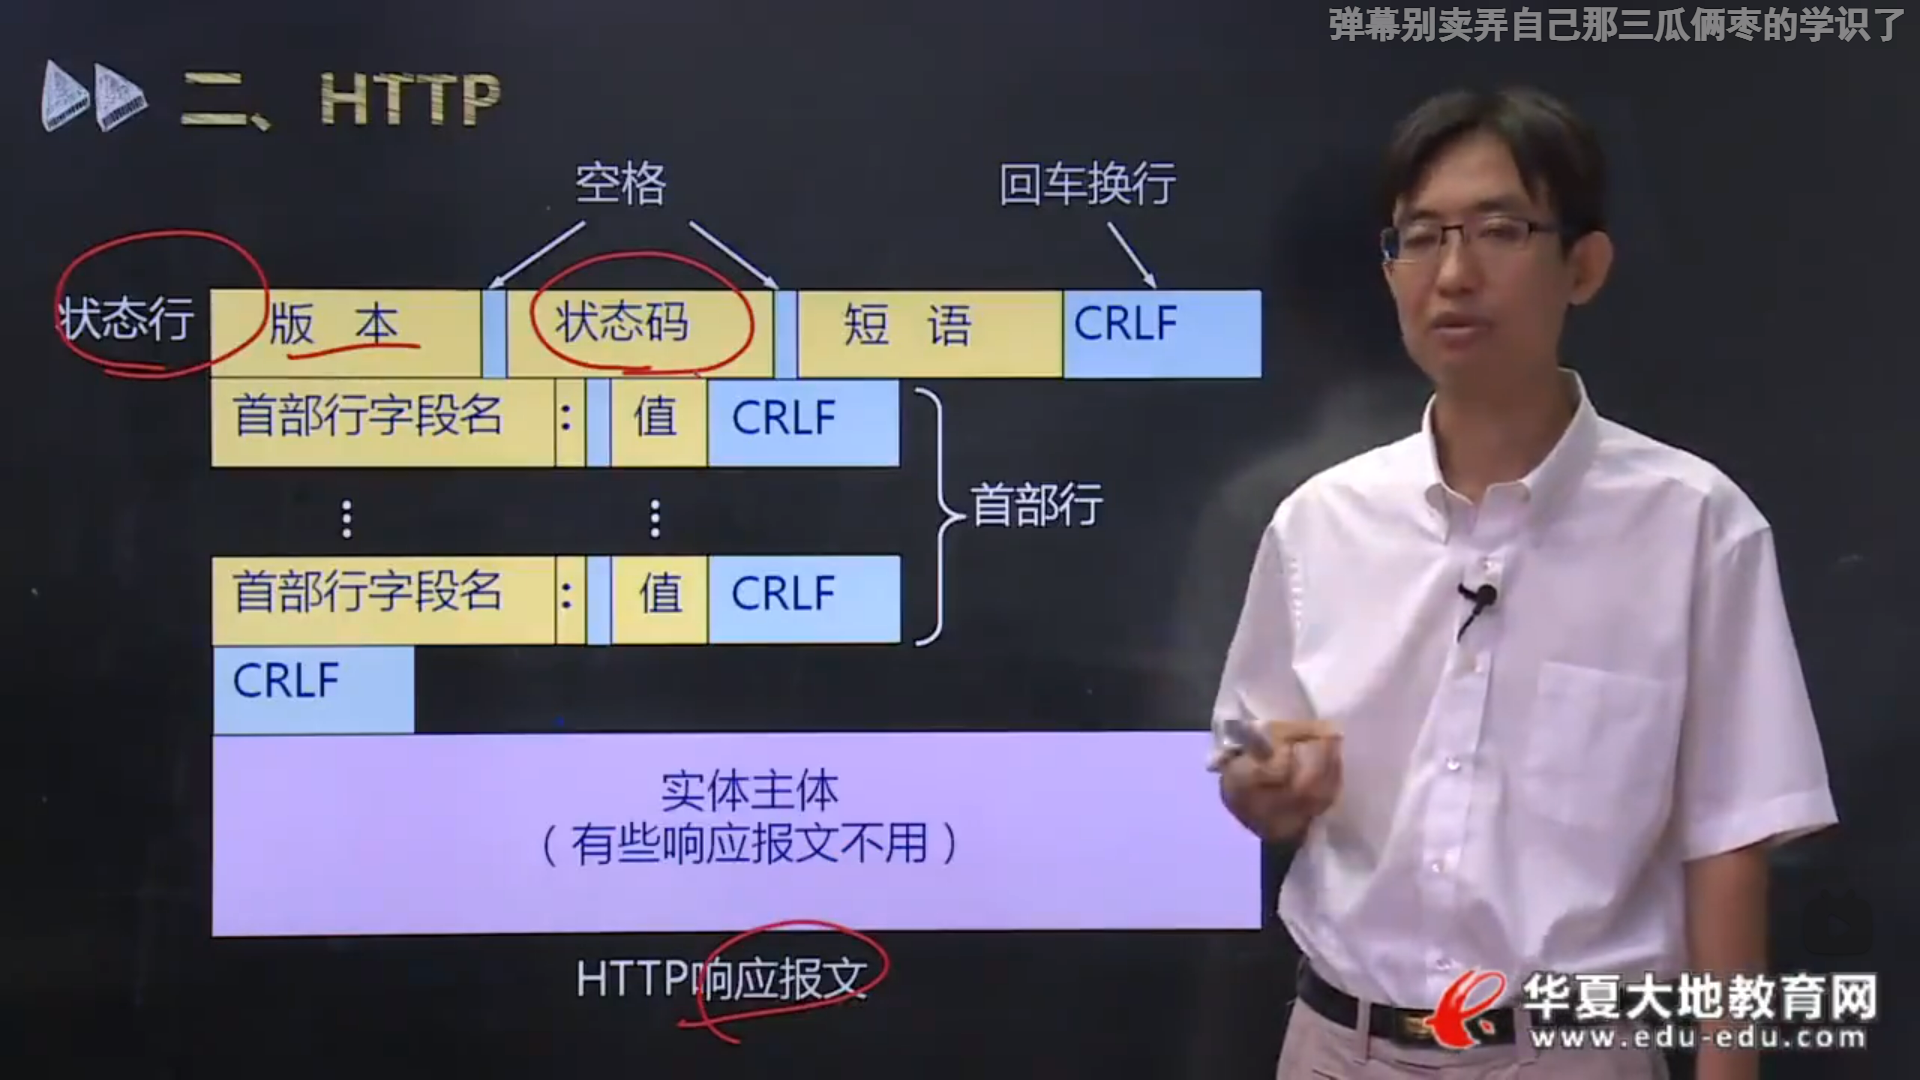 弹幕别卖弄自己那三瓜俩枣的学识了
二、HTTP
空格
回车换行
状态行 版本 状态码 短语 CRLF
首部行字段名 : 值 CRLF
⋮ ⋮
首部行
首部行字段名 : 值 CRLF
CRLF
实体主体
（有些响应报文不用）
HTTP响应报文
华夏大地教育网
www.edu-edu.com